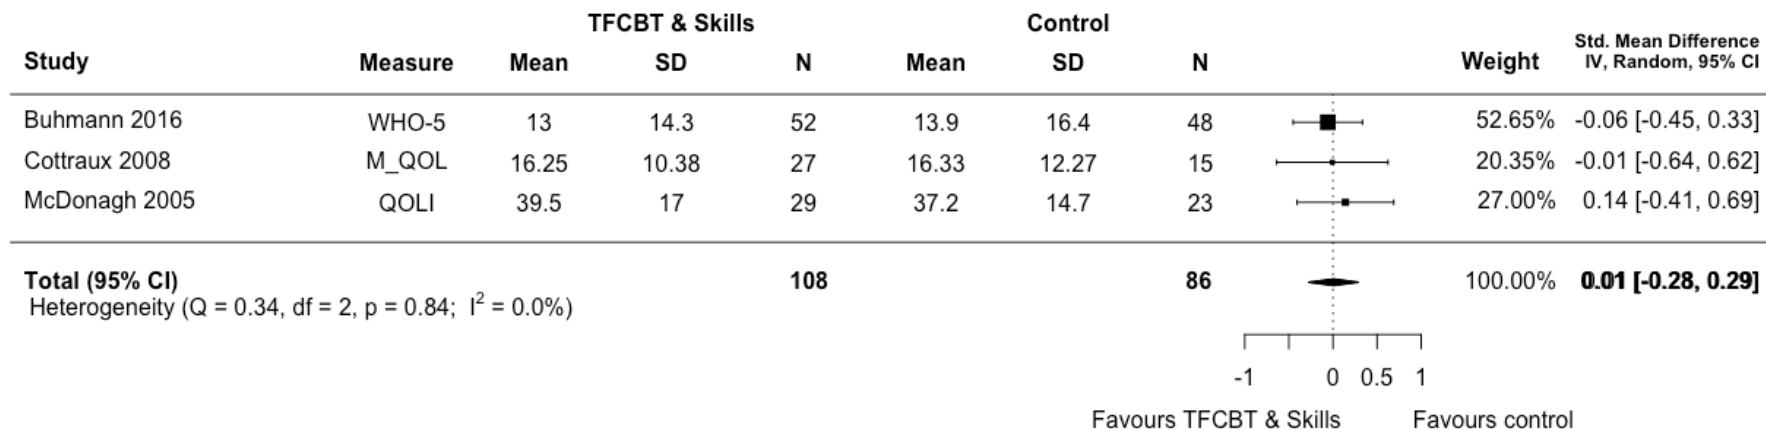 TFCBT & Skills Control
Study Measure Mean SD N Mean SD N Weight Std. Mean Difference
IV, Random, 95% CI
Buhmann 2016 WHO-5 13 14.3 52 13.9 16.4 48 52.65% -0.06 [-0.45, 0.33]
Cottraux 2008 M_QOL 16.25 10.38 27 16.33 12.27 15 20.35% -0.01 [-0.64, 0.62]
McDonagh 2005 QOLI 39.5 17 29 37.2 14.7 23 27.00% 0.14 [-0.41, 0.69]
Total (95% CI) 108 86 100.00% 0.01 [-0.28, 0.29]
Heterogeneity (Q = 0.34, df = 2, p = 0.84; I² = 0.0%)
-1 0 0.5 1
Favours TFCBT & Skills Favours control